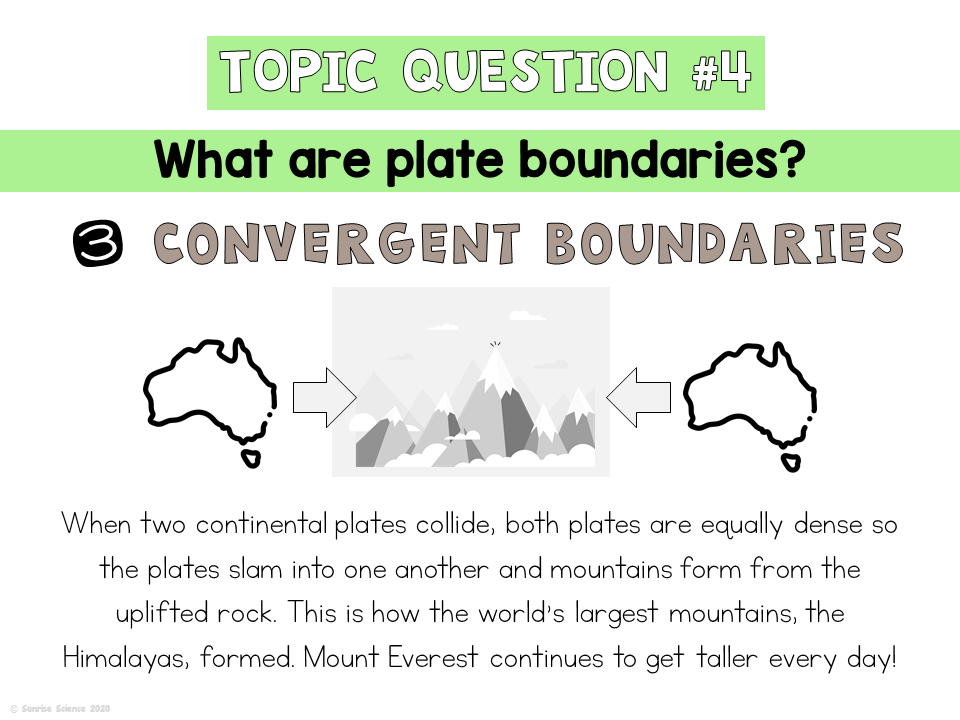 TOPIC QUESTION #4
What are plate boundaries?
3 CONVERGENT BOUNDARIES
When two continental plates collide, both plates are equally dense so
the plates slam into one another and mountains form from the
uplifted rock. This is how the world's largest mountains, the
Himalayas, formed. Mount Everest continues to get taller every day!
© Sunrise Science 2020